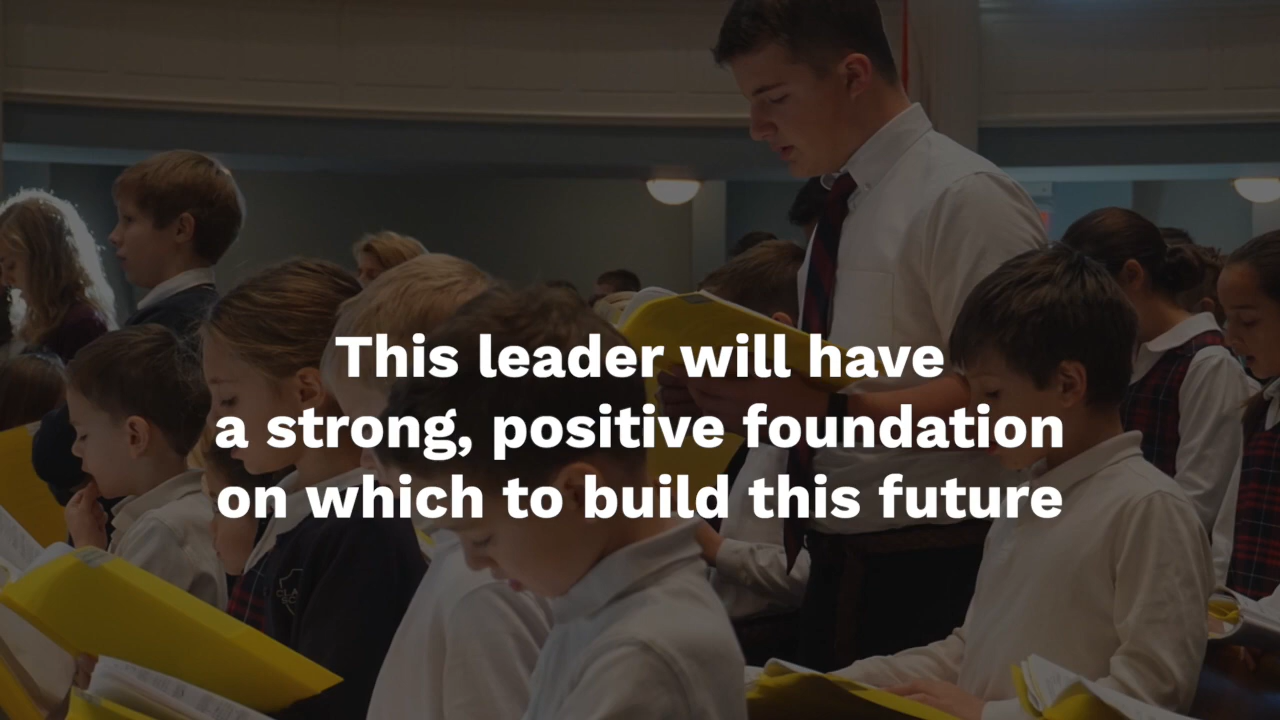 This leader will have
a strong, positive foundation
on which to build this future